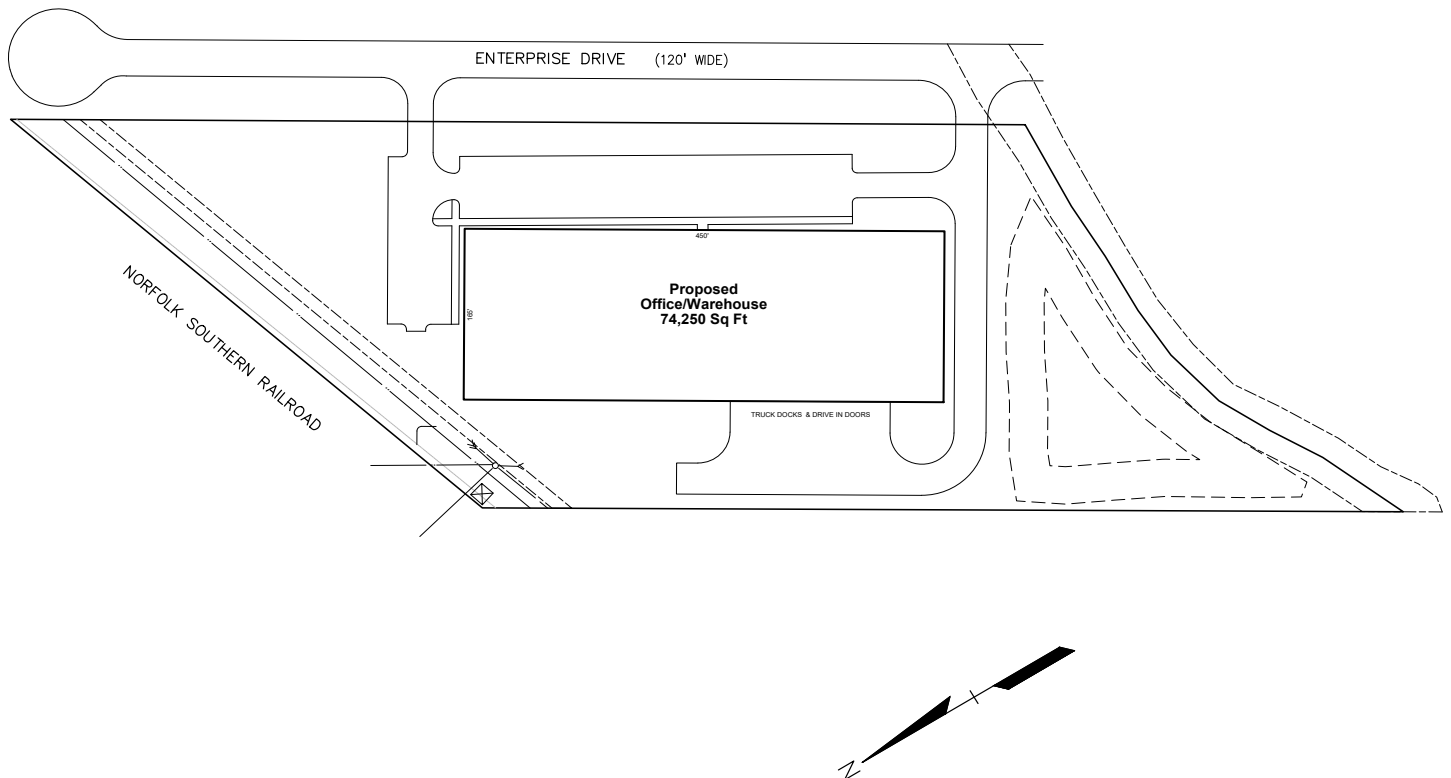 ENTERPRISE DRIVE (120' WIDE)
450'
Proposed
Office/Warehouse
74,250 Sq Ft
165'
NORFOLK SOUTHERN RAILROAD
TRUCK DOCKS & DRIVE IN DOORS
N